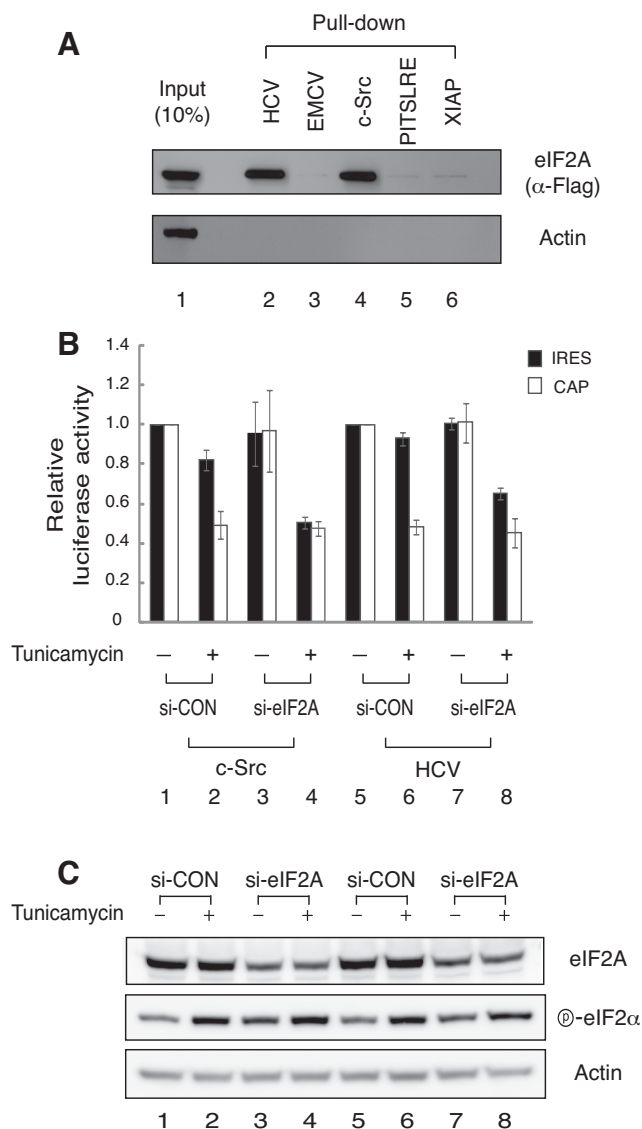 A
Pull-down
Input
(10%)
HCV
EMCV
c-Src
PITSLRE
XIAP
eIF2A
(α-Flag)
Actin
1 2 3 4 5 6
B
Relative
luciferase activity
1.4
1.2
1.0
0.8
0.6
0.4
0.2
0
IRES
CAP
Tunicamycin – + – + – + – +
si-CON si-eIF2A si-CON si-eIF2A
c-Src HCV
1 2 3 4 5 6 7 8
C
si-CON si-eIF2A si-CON si-eIF2A
Tunicamycin – + – + – + – +
eIF2A
ⓟ-eIF2α
Actin
1 2 3 4 5 6 7 8